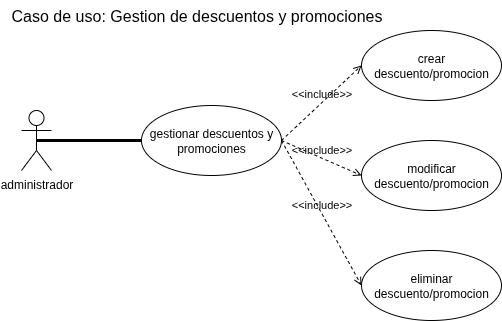 Caso de uso: Gestion de descuentos y promociones
crear
descuento/promocion
<<include>>
gestionar descuentos y
promociones
<<include>>
modificar
descuento/promocion
administrador
<<include>>
eliminar
descuento/promocion